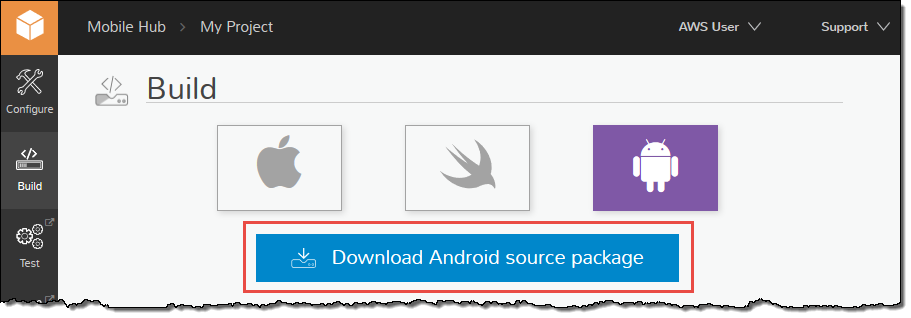 Mobile Hub > My Project
AWS User
Support
Configure
Build
Test
</> Build
</>
Download Android source package